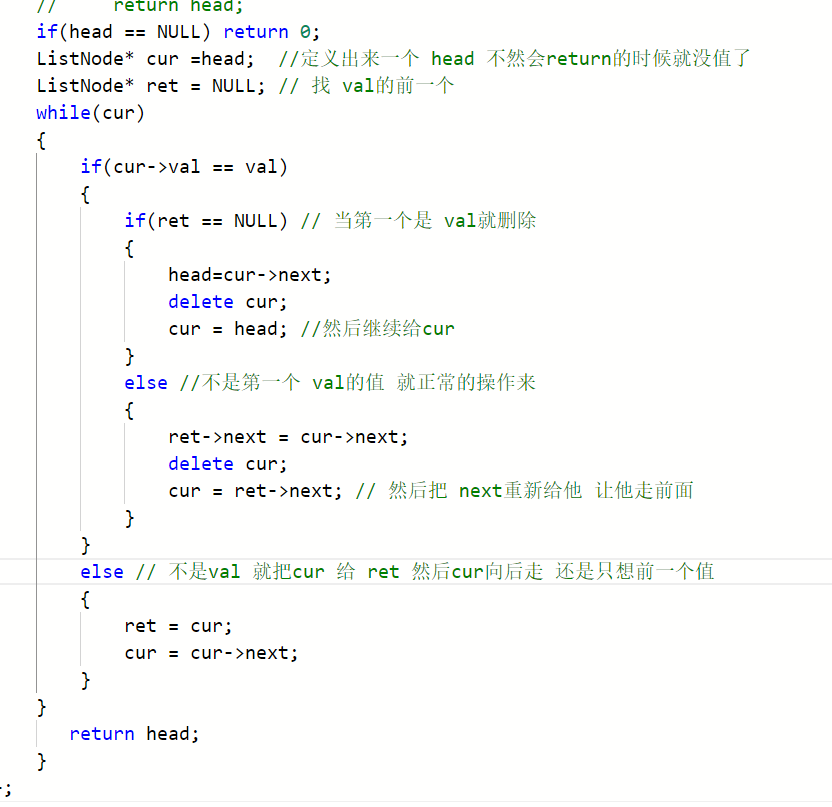 //     return head;
if(head == NULL) return 0;
ListNode* cur =head;  //定义出来一个 head 不然会return的时候就没值了
ListNode* ret = NULL; // 找 val的前一个
while(cur)
{
    if(cur->val == val)
    {
        if(ret == NULL) // 当第一个是 val就删除
        {
            head=cur->next;
            delete cur;
            cur = head; //然后继续给cur
        }
        else //不是第一个 val的值 就正常的操作来
        {
            ret->next = cur->next;
            delete cur;
            cur = ret->next; // 然后把 next重新给他 让他走前面
        }
    }
    else // 不是val 就把cur 给 ret 然后cur向后走 还是只想前一个值
    {
        ret = cur;
        cur = cur->next;
    }
}
   return head;
}
};